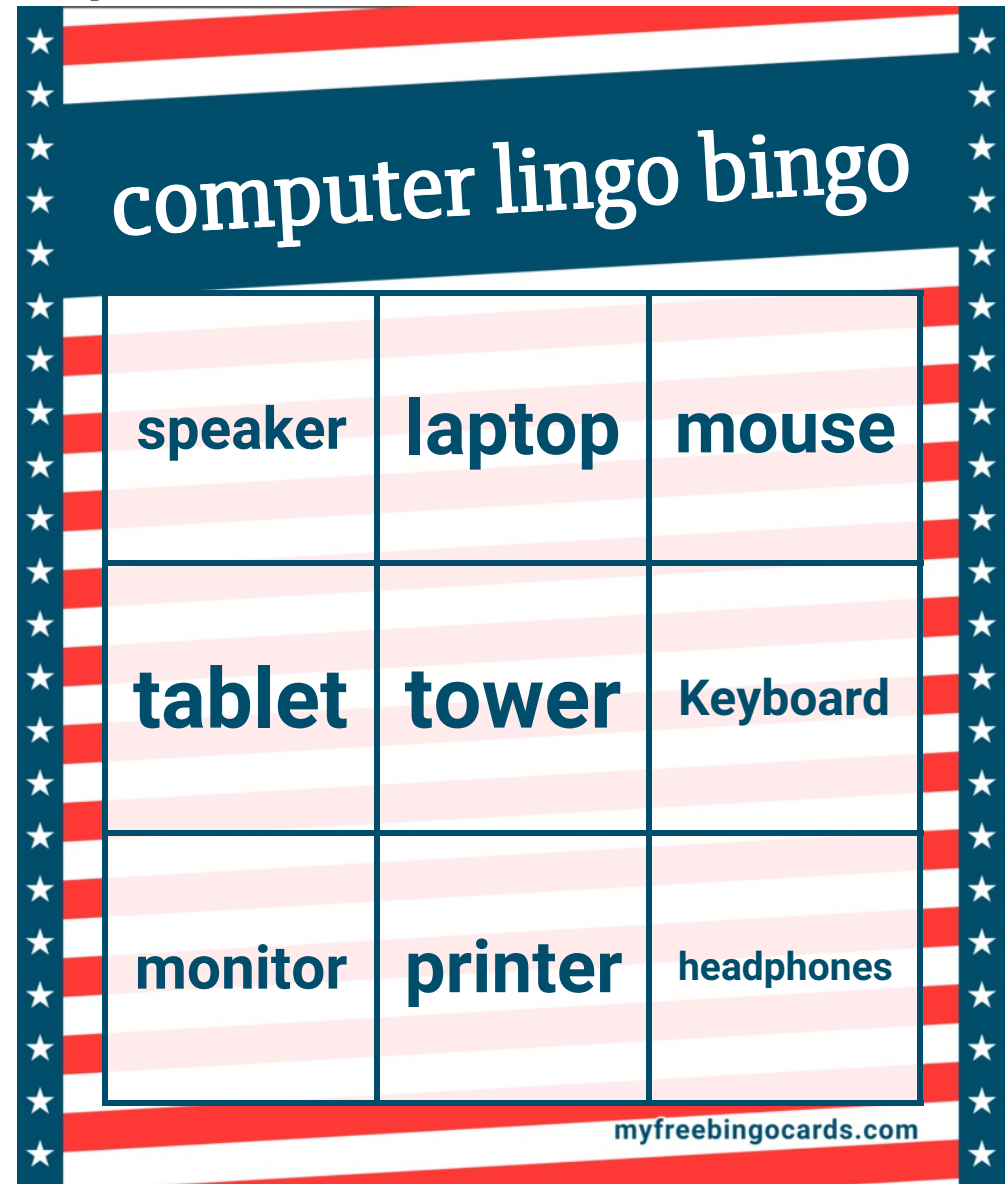 computer lingo bingo
speaker laptop mouse
tablet tower Keyboard
monitor printer headphones
myfreebingocards.com